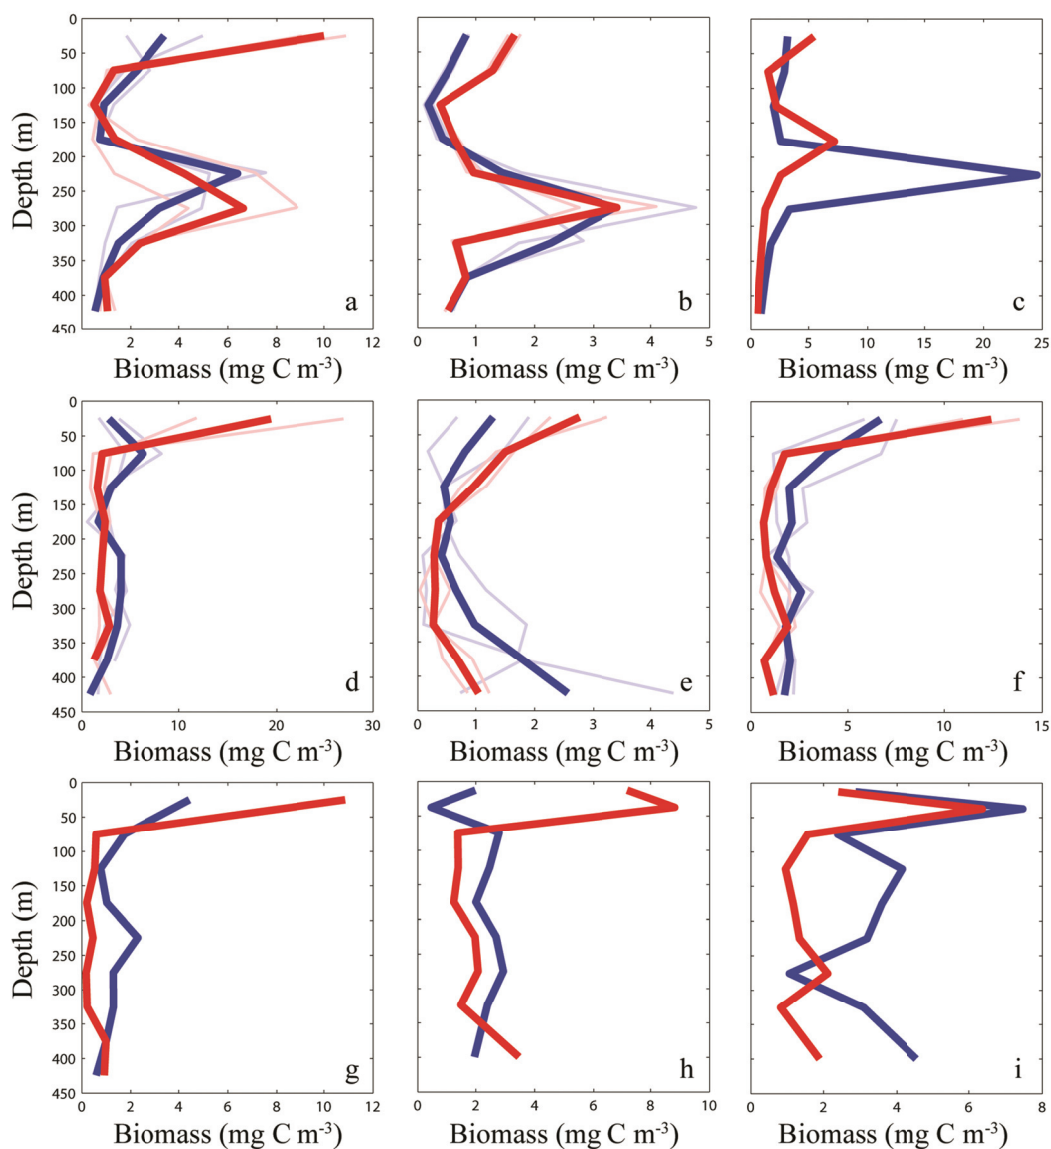 0
50
100
150
200
250
300
350
400
450
Depth (m)
a
b
c
0 2 4 6 8 10 12
0 1 2 3 4 5
5 10 15 20 25
Biomass (mg C m-3)
Biomass (mg C m-3)
Biomass (mg C m-3)
0
50
100
150
200
250
300
350
400
450
Depth (m)
d
e
f
0 10 20 30
0 1 2 3 4 5
5 10 15
Biomass (mg C m-3)
Biomass (mg C m-3)
Biomass (mg C m-3)
0
50
100
150
200
250
300
350
400
450
Depth (m)
g
h
i
0 2 4 6 8 10 12
0 2 4 6 8 10
2 4 6 8
Biomass (mg C m-3)
Biomass (mg C m-3)
Biomass (mg C m-3)